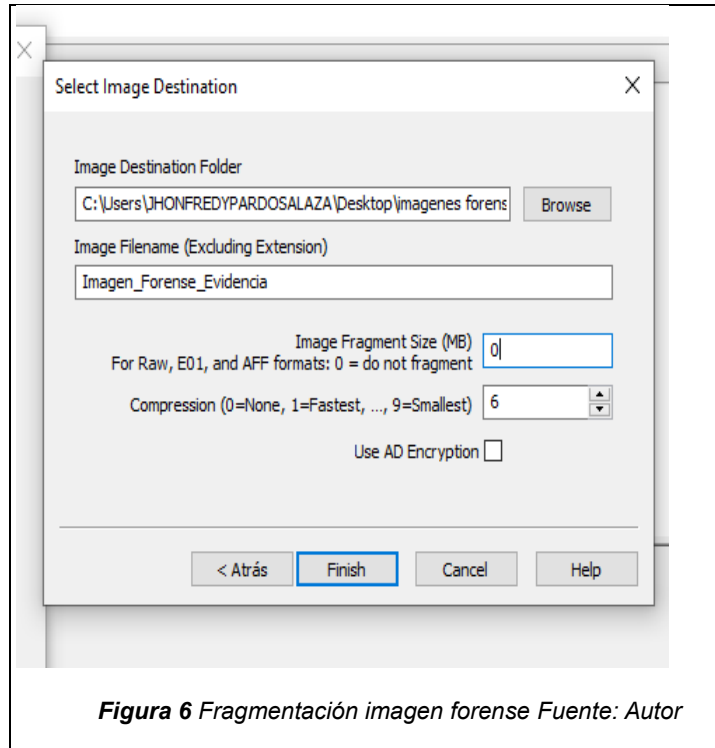 Select Image Destination
Image Destination Folder
C:\Users\JHONFREDYPARDOSALAZA\Desktop\imagenes forens
Browse
Image Filename (Excluding Extension)
Imagen_Forense_Evidencia
Image Fragment Size (MB)
For Raw, E01, and AFF formats: 0 = do not fragment
0
Compression (0=None, 1=Fastest, ..., 9=Smallest)
6
Use AD Encryption
< Atrás
Finish
Cancel
Help
Figura 6 Fragmentación imagen forense Fuente: Autor